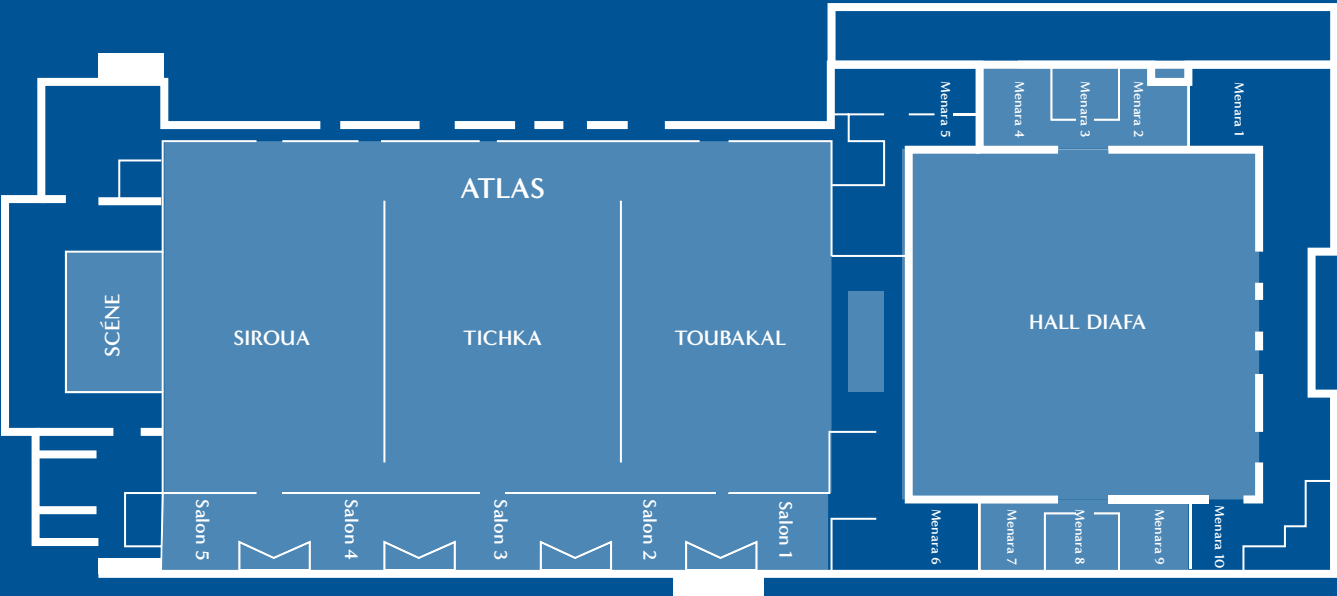 Menara 5
Menara 4
Menara 3
Menara 2
Menara 1
ATLAS
SCÉNE
SIROUA
TICHKA
TOUBAKAL
HALL DIAFA
Salon 5
Salon 4
Salon 3
Salon 2
Salon 1
Menara 6
Menara 7
Menara 8
Menara 9
Menara 10